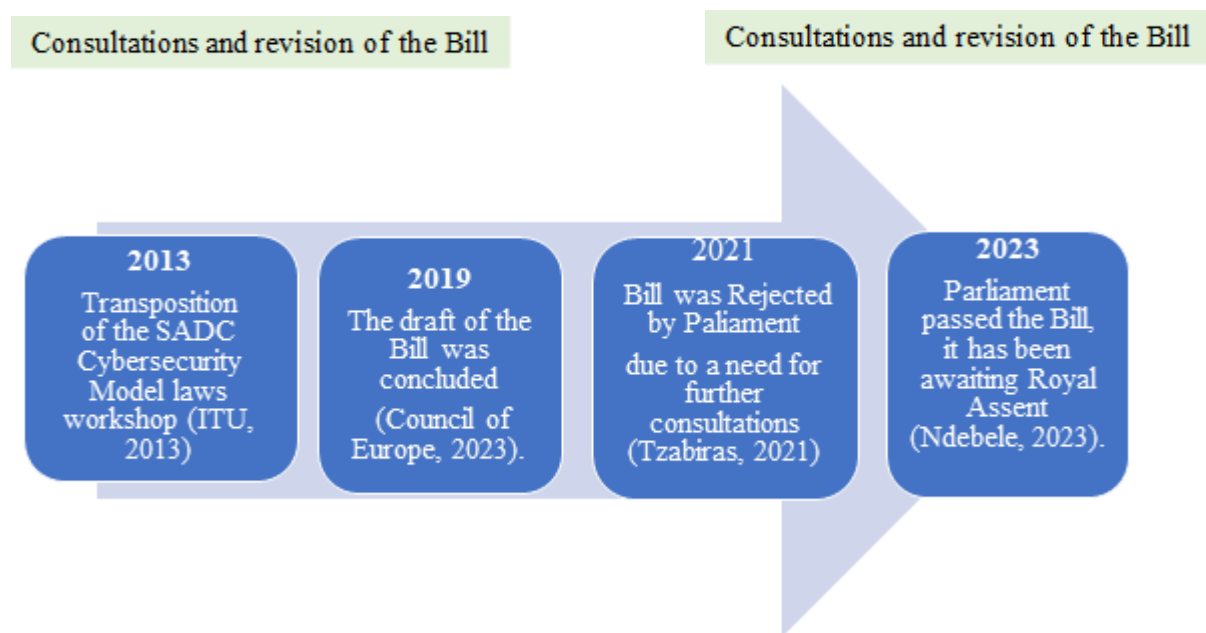 Consultations and revision of the Bill
Consultations and revision of the Bill
2013
Transposition
of the SADC
Cybersecurity
Model laws
workshop (ITU,
2013)
2019
The draft of the
Bill was
concluded
(Council of
Europe, 2023).
2021
Bill was Rejected
by Paliament
due to a need for
further
consultations
(Tzabiras, 2021)
2023
Parliament
passed the Bill,
it has been
awaiting Royal
Assent
(Ndebele, 2023).